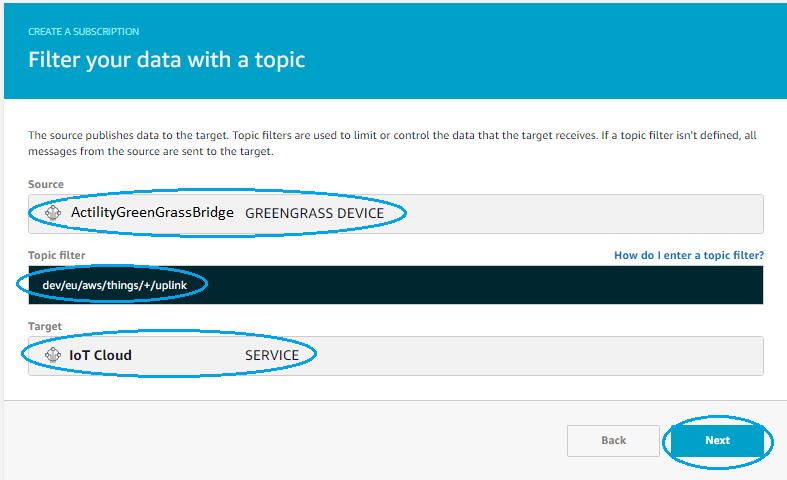 CREATE A SUBSCRIPTION
Filter your data with a topic
The source publishes data to the target. Topic filters are used to limit or control the data that the target receives. If a topic filter isn't defined, all
messages from the source are sent to the target.
Source
ActilityGreenGrassBridge GREENGRASS DEVICE
Topic filter How do I enter a topic filter?
dev/eu/aws/things/+/uplink
Target
IoT Cloud SERVICE
Back Next